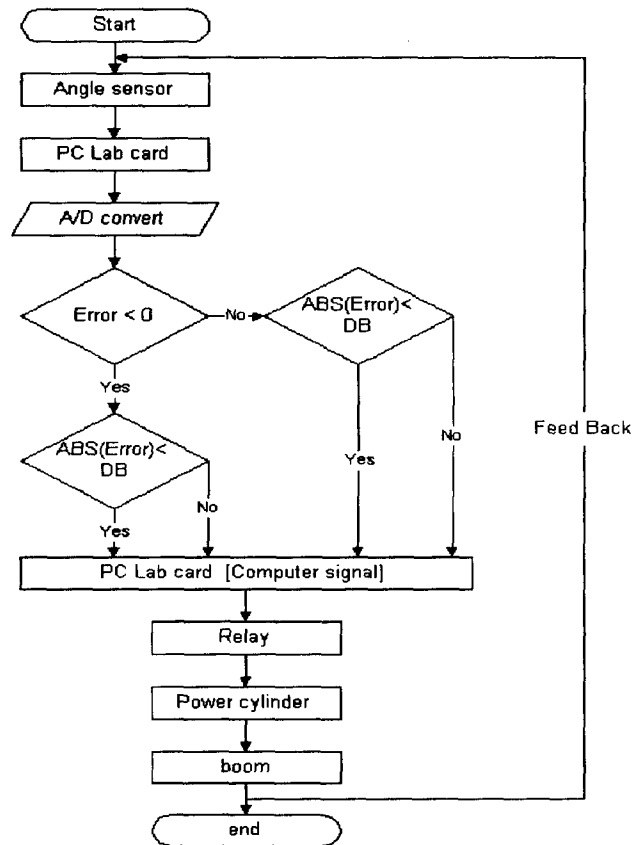 Start
Angle sensor
PC Lab card
A/D convert
Error < 0
No
ABS(Error)<
DB
Yes
ABS(Error)<
DB
No
Yes
No
Yes
Feed Back
PC Lab card [Computer signal]
Relay
Power cylinder
boom
end